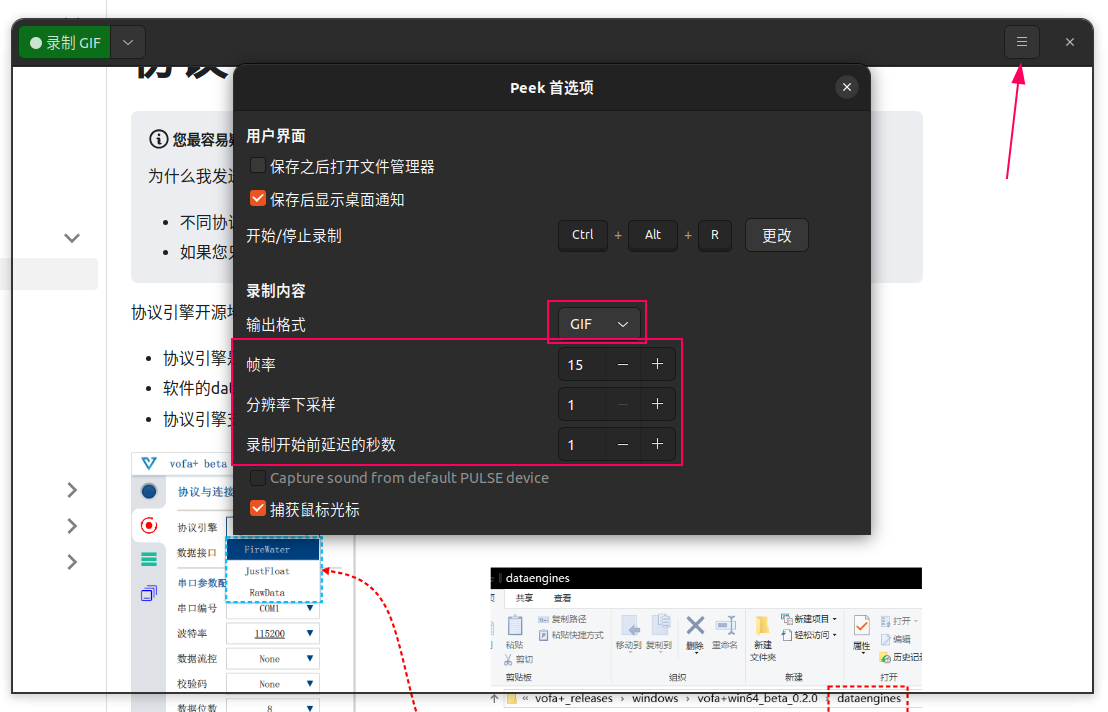 录制 GIF
协议
Peek 首选项
您最容易
为什么我发送
不同协议
如果您
协议引擎开源
协议引擎
软件的dat
协议引擎
用户界面
保存之后打开文件管理器
保存后显示桌面通知
开始/停止录制
Ctrl + Alt + R 更改
录制内容
输出格式 GIF
帧率 15
分辨率下采样 1
录制开始前延迟的秒数 1
Capture sound from default PULSE device
捕获鼠标光标
vofa+ beta
协议与连接
协议引擎
FireWater
数据接口
JustFloat
串口参数配
RawData
串口编号 COM1
波特率 115200
数据流控 None
校验码 None
数据位数 8
dataengines
共享 查看
粘贴
复制路径
粘贴快捷方式
剪切
剪贴板
移动到 复制到 删除 重命名
组织
新建文件夹
新建项目
轻松访问
新建
属性
打开
编辑
历史记录
打开
« vofa+_releases › windows › vofa+win64_beta_0.2.0 › dataengines